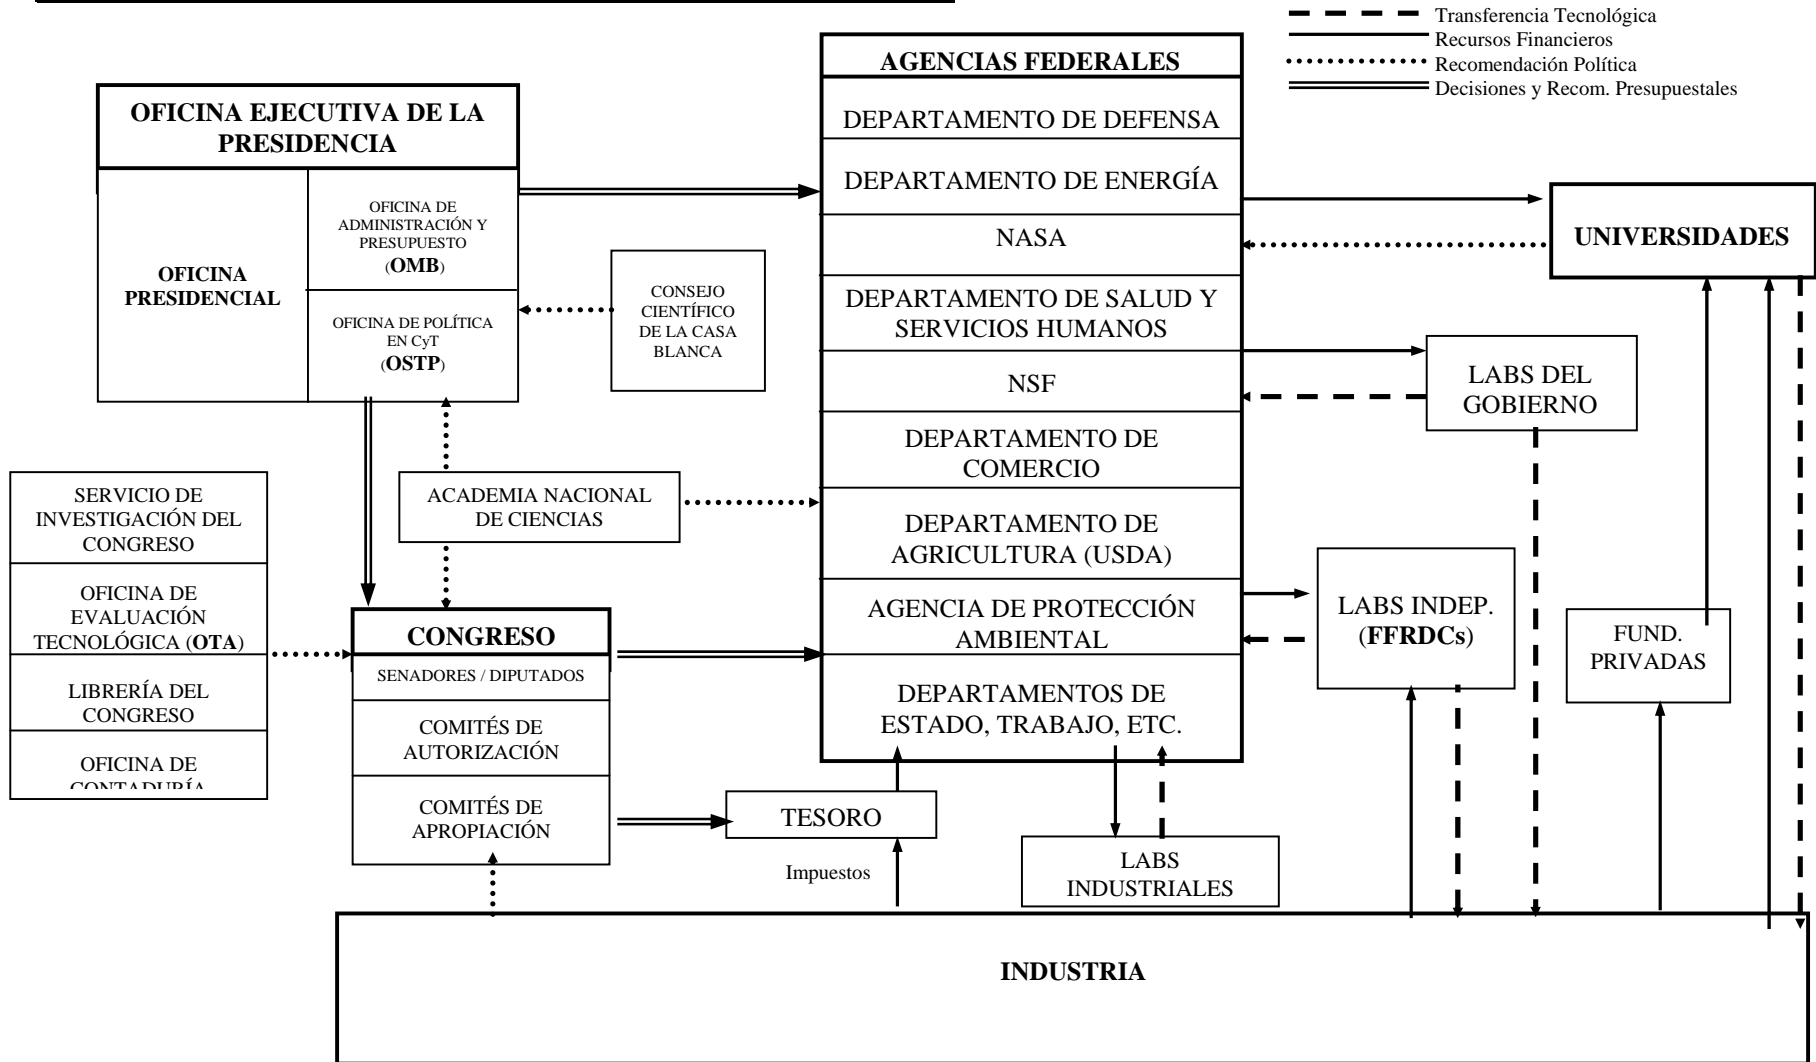 Transferencia Tecnológica
Recursos Financieros
Recomendación Política
Decisiones y Recom. Presupuestales
OFICINA EJECUTIVA DE LA
PRESIDENCIA
OFICINA
PRESIDENCIAL
OFICINA DE
ADMINISTRACIÓN Y
PRESUPUESTO
(OMB)
OFICINA DE POLÍTICA
EN CyT
(OSTP)
CONSEJO
CIENTÍFICO
DE LA CASA
BLANCA
AGENCIAS FEDERALES
DEPARTAMENTO DE DEFENSA
DEPARTAMENTO DE ENERGÍA
NASA
DEPARTAMENTO DE SALUD Y
SERVICIOS HUMANOS
NSF
DEPARTAMENTO DE
COMERCIO
DEPARTAMENTO DE
AGRICULTURA (USDA)
AGENCIA DE PROTECCIÓN
AMBIENTAL
DEPARTAMENTOS DE
ESTADO, TRABAJO, ETC.
UNIVERSIDADES
LABS DEL
GOBIERNO
SERVICIO DE
INVESTIGACIÓN DEL
CONGRESO
OFICINA DE
EVALUACIÓN
TECNOLÓGICA (OTA)
LIBRERÍA DEL
CONGRESO
OFICINA DE
CONTADURÍA
ACADEMIA NACIONAL
DE CIENCIAS
CONGRESO
SENADORES / DIPUTADOS
COMITÉS DE
AUTORIZACIÓN
COMITÉS DE
APROPIACIÓN
LABS INDEP.
(FFRDCs)
FUND.
PRIVADAS
TESORO
Impuestos
LABS
INDUSTRIALES
INDUSTRIA